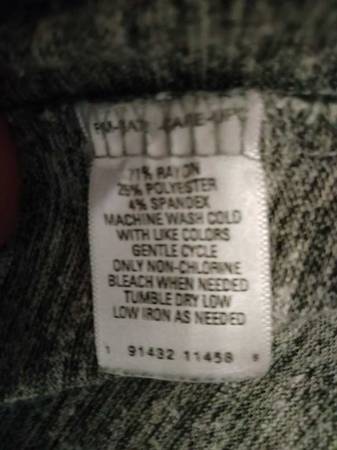 71% RAYON
25% POLYESTER
4% SPANDEX
MACHINE WASH COLD
WITH LIKE COLORS
GENTLE CYCLE
ONLY NON-CHLORINE
BLEACH WHEN NEEDED
TUMBLE DRY LOW
LOW IRON AS NEEDED
91432 11458